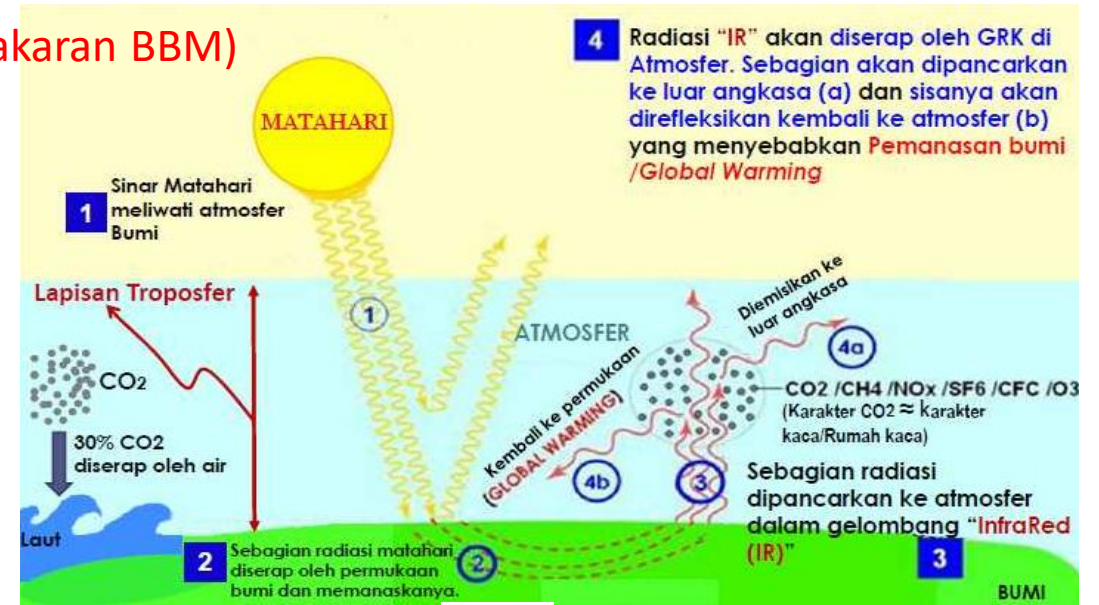 akaran BBM)
4
Radiasi “IR” akan diserap oleh GRK di
Atmosfer. Sebagian akan dipancarkan
ke luar angkasa (a) dan sisanya akan
direfleksikan kembali ke atmosfer (b)
yang menyebabkan Pemanasan bumi
/Global Warming
MATAHARI
1
Sinar Matahari
meliwati atmosfer
Bumi
Lapisan Troposfer
1
ATMOSFER
Diemisikan ke
luar angkasa
4a
CO2
CO2 /CH4 /NOx /SF6 /CFC /O3
(Karakter CO2 ≈ karakter
kaca/Rumah kaca)
Kembali ke permukaan
(GLOBAL WARMING)
4b
3
30% CO2
diserap oleh air
Sebagian radiasi
dipancarkan ke atmosfer
dalam gelombang “InfraRed
(IR)”
3
Laut
2
Sebagian radiasi matahari
diserap oleh permukaan
bumi dan memanaskanya.
2
BUMI